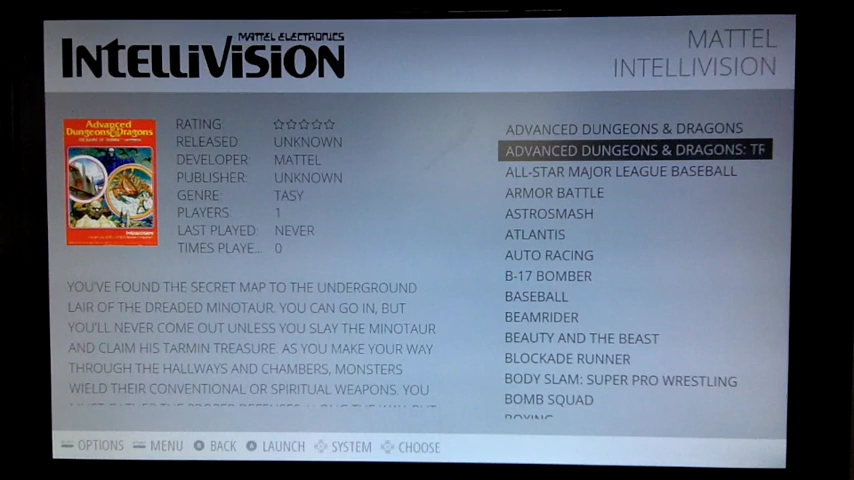 MATTEL ELECTRONICS
INTELLIVISION
MATTEL
INTELLIVISION
Advanced
Dungeons & Dragons
RATING
RELEASED UNKNOWN
DEVELOPER: MATTEL
PUBLISHER: UNKNOWN
GENRE: TASY
PLAYERS: 1
LAST PLAYED: NEVER
TIMES PLAYE... 0
YOU'VE FOUND THE SECRET MAP TO THE UNDERGROUND
LAIR OF THE DREADED MINOTAUR. YOU CAN GO IN, BUT
YOU'LL NEVER COME OUT UNLESS YOU SLAY THE MINOTAUR
AND CLAIM HIS TARMIN TREASURE. AS YOU MAKE YOUR WAY
THROUGH THE HALLWAYS AND CHAMBERS, MONSTERS
WIELD THEIR CONVENTIONAL OR SPIRITUAL WEAPONS. YOU
ADVANCED DUNGEONS & DRAGONS
ADVANCED DUNGEONS & DRAGONS: TR
ALL-STAR MAJOR LEAGUE BASEBALL
ARMOR BATTLE
ASTROSMASH
ATLANTIS
AUTO RACING
B-17 BOMBER
BASEBALL
BEAMRIDER
BEAUTY AND THE BEAST
BLOCKADE RUNNER
BODY SLAM: SUPER PRO WRESTLING
BOMB SQUAD
BOXING
OPTIONS MENU BACK LAUNCH SYSTEM CHOOSE